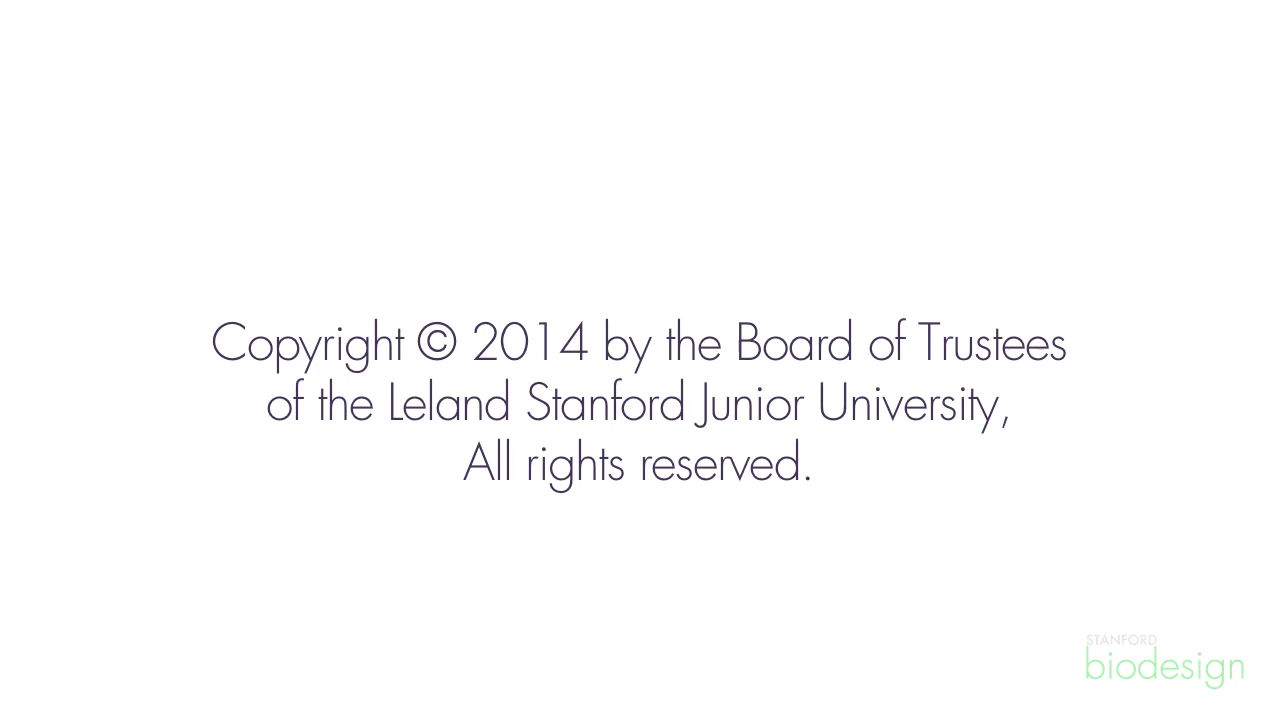 Copyright © 2014 by the Board of Trustees
of the Leland Stanford Junior University,
All rights reserved.
STANFORD
biodesign